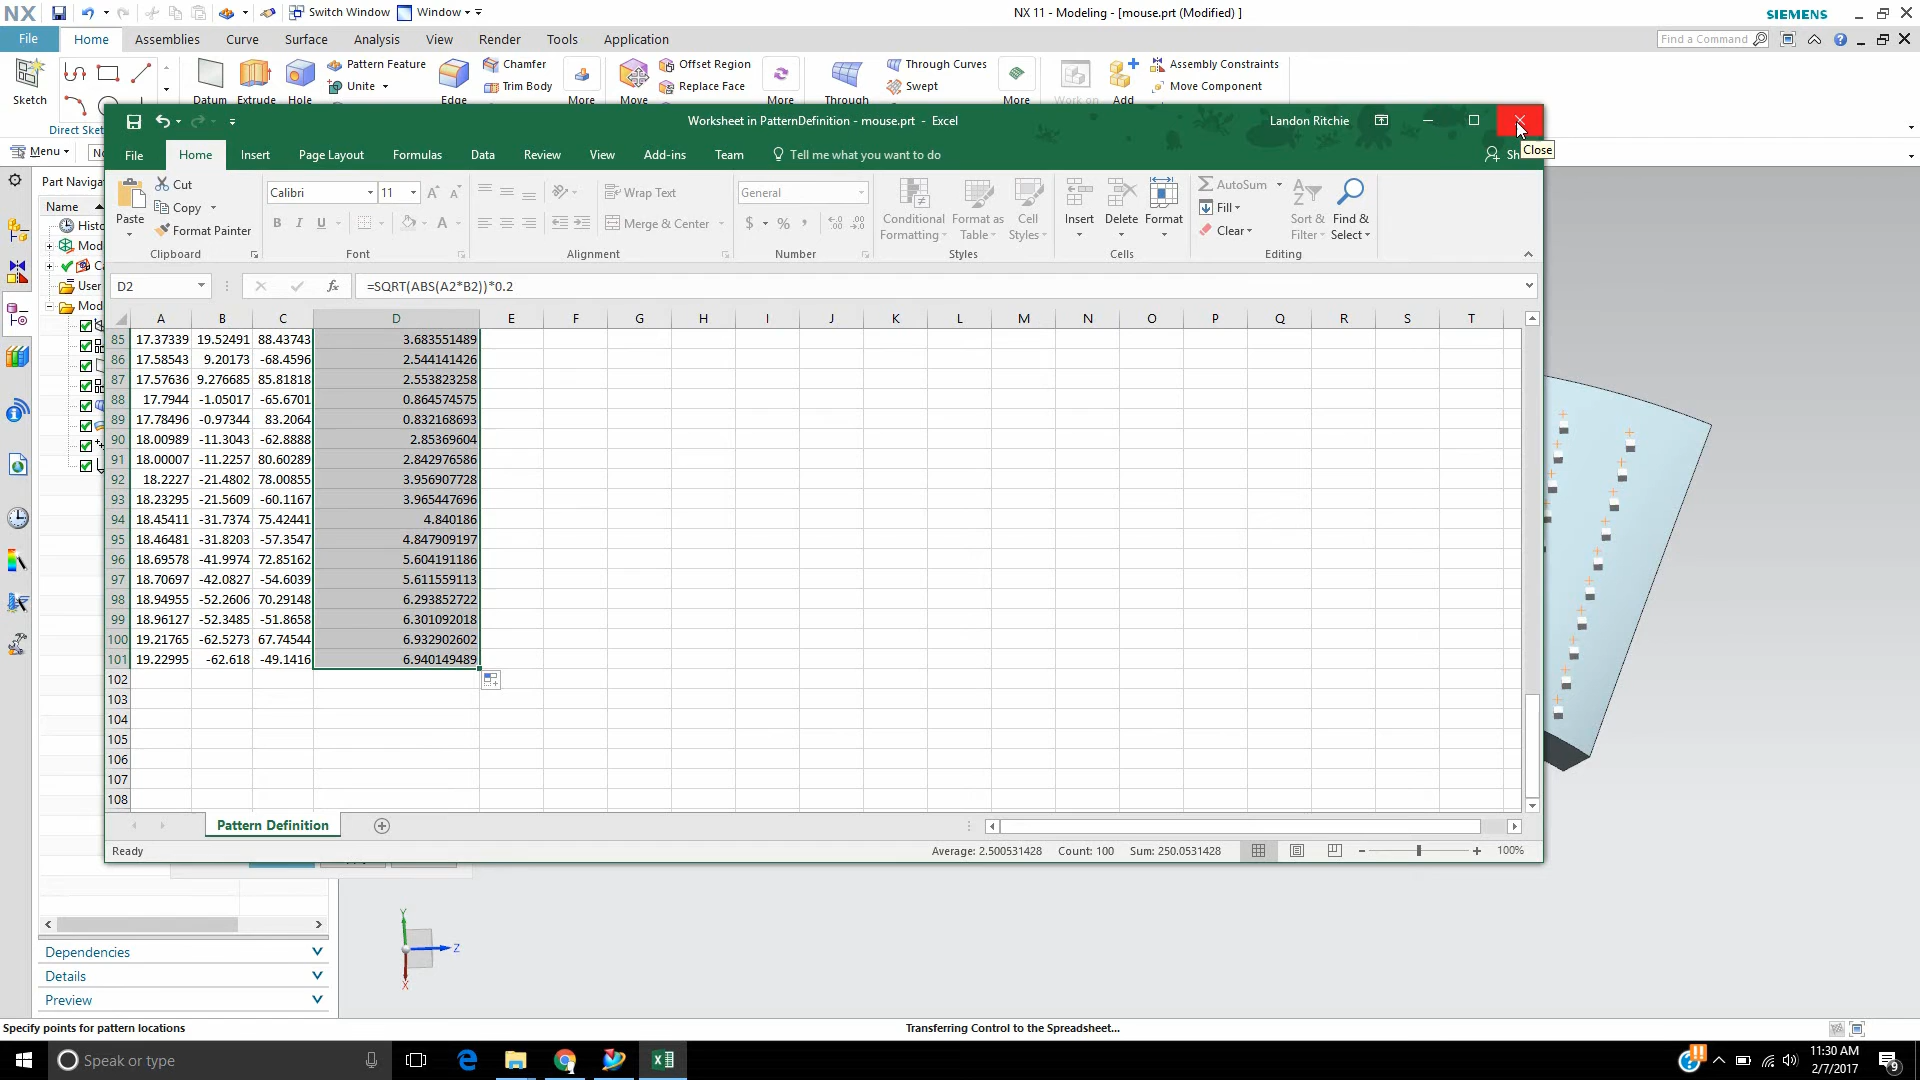 NX
Switch Window
Window
NX 11 - Modeling - [mouse.prt (Modified) ]
SIEMENS
File
Home
Assemblies
Curve
Surface
Analysis
View
Render
Tools
Application
Find a Command
Sketch
Datum
Extrude
Hole
Pattern Feature
Unite
Edge
Chamfer
Trim Body
More
Move
Offset Region
Replace Face
More
Through
Through Curves
Swept
More
Work on
Add
Assembly Constraints
Move Component
Direct Sket
Menu
Worksheet in PatternDefinition - mouse.prt - Excel
Landon Ritchie
Close
File
Home
Insert
Page Layout
Formulas
Data
Review
View
Add-ins
Team
Tell me what you want to do
Paste
Cut
Copy
Format Painter
Clipboard
Calibri
11
B I U
Font
Wrap Text
Merge & Center
Alignment
General
$ %
Number
Conditional Formatting
Format as Table
Cell Styles
Styles
Insert
Delete
Format
Cells
AutoSum
Fill
Clear
Sort & Filter
Find & Select
Editing
D2
fx
=SQRT(ABS(A2*B2))*0.2
A B C D E F G H I J K L M N O P Q R S T
85 17.37339 19.52491 88.43743 3.683551489
86 17.58543 9.20173 -68.4596 2.544141426
87 17.57636 9.276685 85.81818 2.553823258
88 17.7944 -1.05017 -65.6701 0.864574575
89 17.78496 -0.97344 83.2064 0.832168693
90 18.00989 -11.3043 -62.8888 2.85369604
91 18.00007 -11.2257 80.60289 2.842976586
92 18.2227 -21.4802 78.00855 3.956907728
93 18.23295 -21.5609 -60.1167 3.965447696
94 18.45411 -31.7374 75.42441 4.840186
95 18.46481 -31.8203 -57.3547 4.847909197
96 18.69578 -41.9974 72.85162 5.604191186
97 18.70697 -42.0827 -54.6039 5.611559113
98 18.94955 -52.2606 70.29148 6.293852722
99 18.96127 -52.3485 -51.8658 6.301092018
100 19.21765 -62.5273 67.74544 6.932902602
101 19.22995 -62.618 -49.1416 6.940149489
102
103
104
105
106
107
108
Pattern Definition
Ready
Average: 2.500531428 Count: 100 Sum: 250.0531428
100%
Part Naviga
Name
Histo
Mode
Ca
User
Mod
Y
Z
X
Dependencies
Details
Preview
Specify points for pattern locations
Transferring Control to the Spreadsheet...
Speak or type
11:30 AM
2/7/2017
9